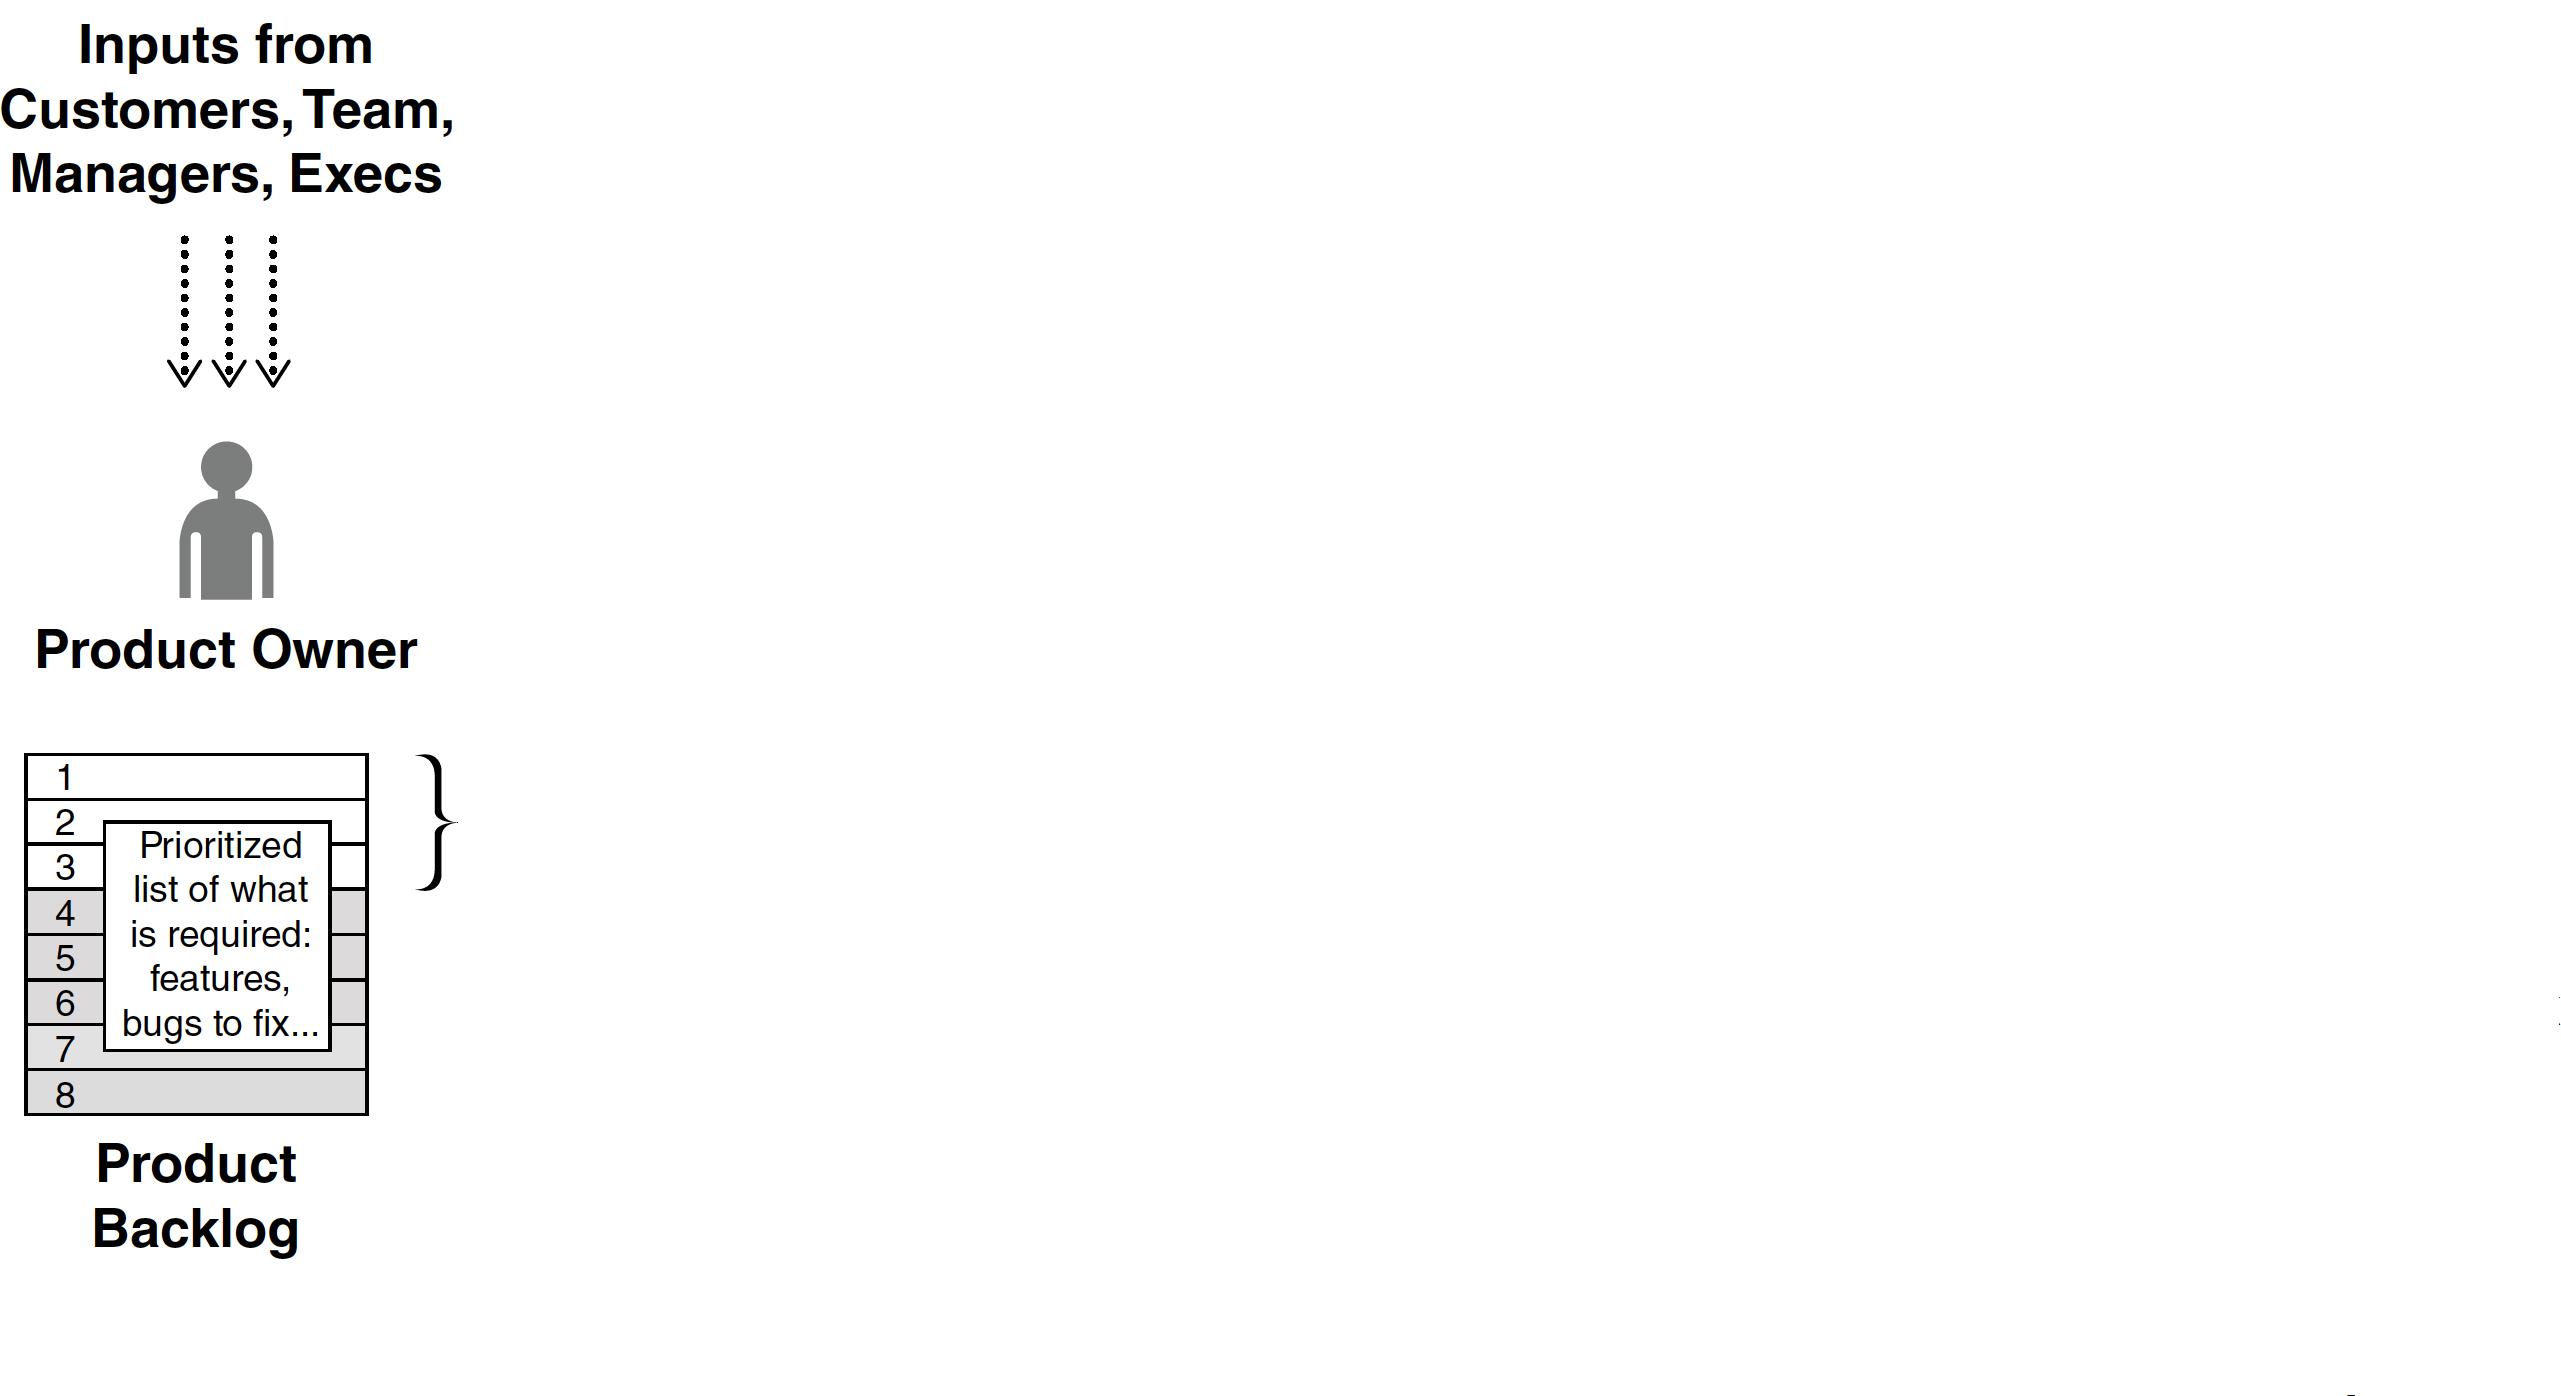 Inputs from
Customers, Team,
Managers, Execs
Product Owner
1
2
3
4
5
6
7
8
Prioritized
list of what
is required:
features,
bugs to fix...
Product
Backlog